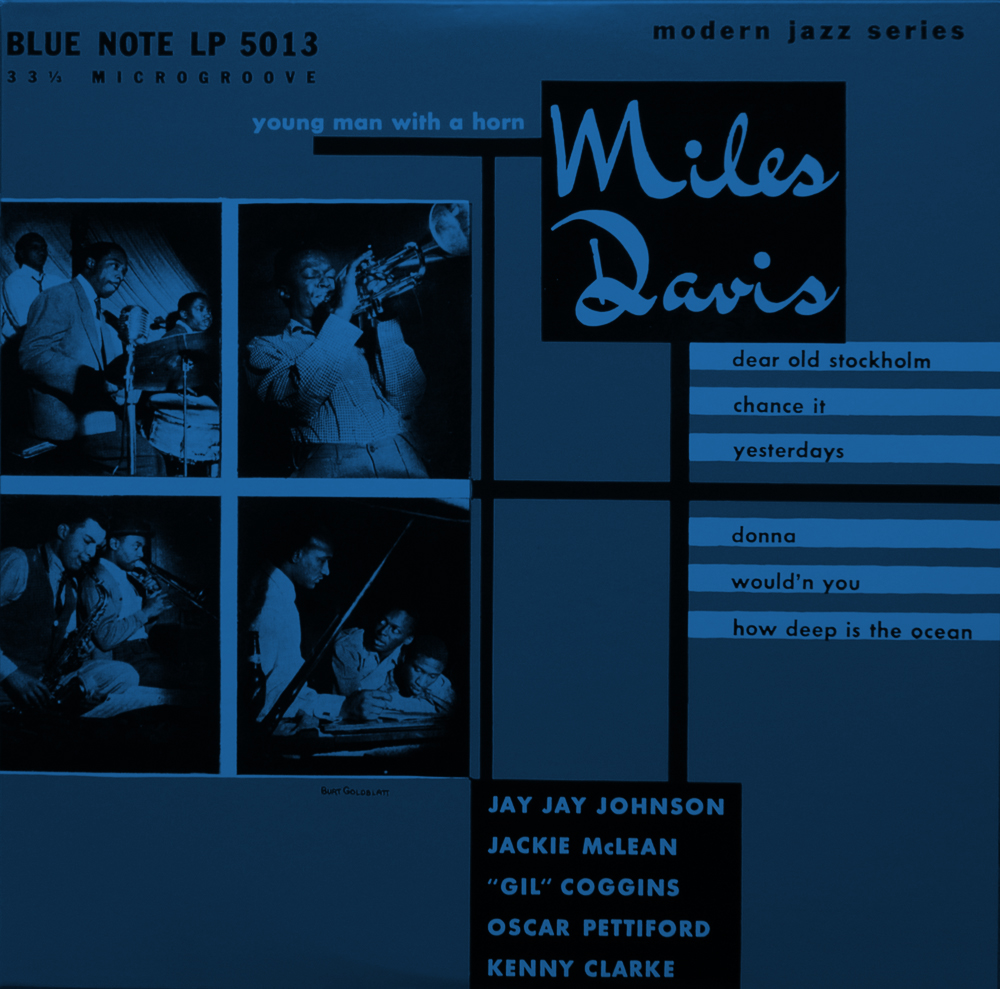 BLUE NOTE LP 5013
33⅓ MICROGROOVE
modern jazz series
young man with a horn
Miles
Davis
dear old stockholm
chance it
yesterdays
donna
would'n you
how deep is the ocean
BURT GOLDBLATT
JAY JAY JOHNSON
JACKIE McLEAN
"GIL" COGGINS
OSCAR PETTIFORD
KENNY CLARKE